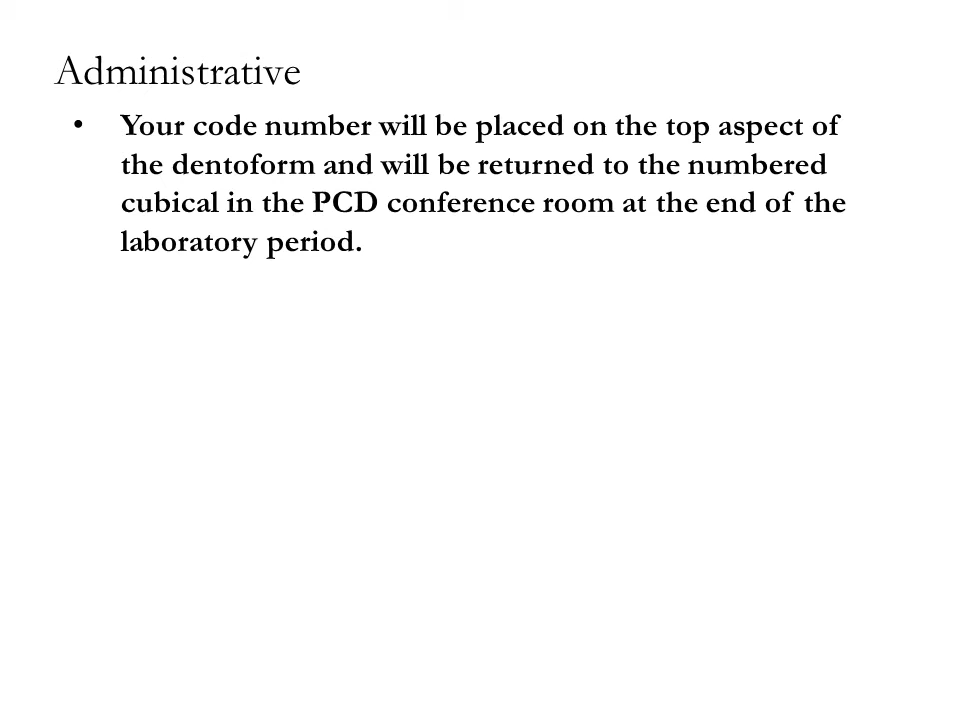 Administrative
• Your code number will be placed on the top aspect of
the dentoform and will be returned to the numbered
cubical in the PCD conference room at the end of the
laboratory period.